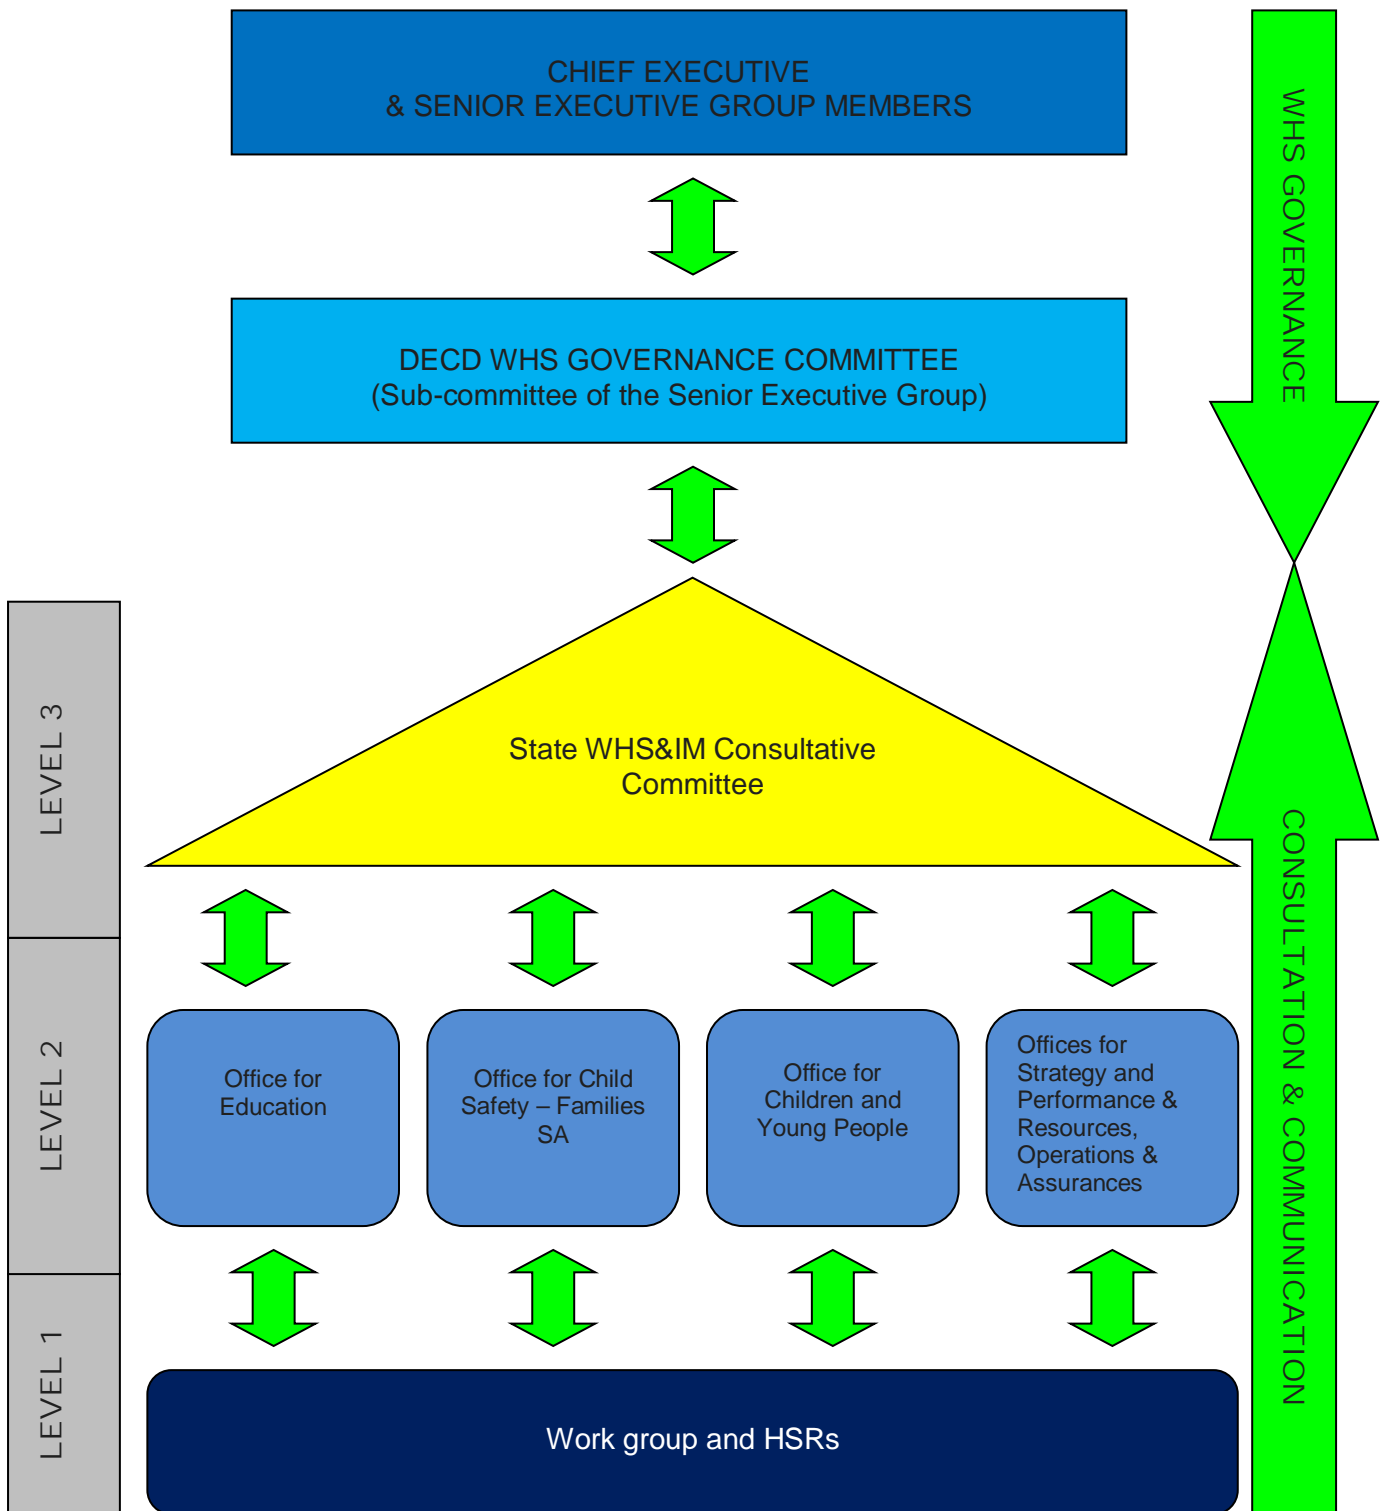 CHIEF EXECUTIVE
& SENIOR EXECUTIVE GROUP MEMBERS
WHS GOVERNANCE
DECD WHS GOVERNANCE COMMITTEE
(Sub-committee of the Senior Executive Group)
LEVEL 3
State WHS&IM Consultative
Committee
CONSULTATION & COMMUNICATION
LEVEL 2
Office for
Education
Office for Child
Safety – Families
SA
Office for
Children and
Young People
Offices for
Strategy and
Performance &
Resources,
Operations &
Assurances
LEVEL 1
Work group and HSRs